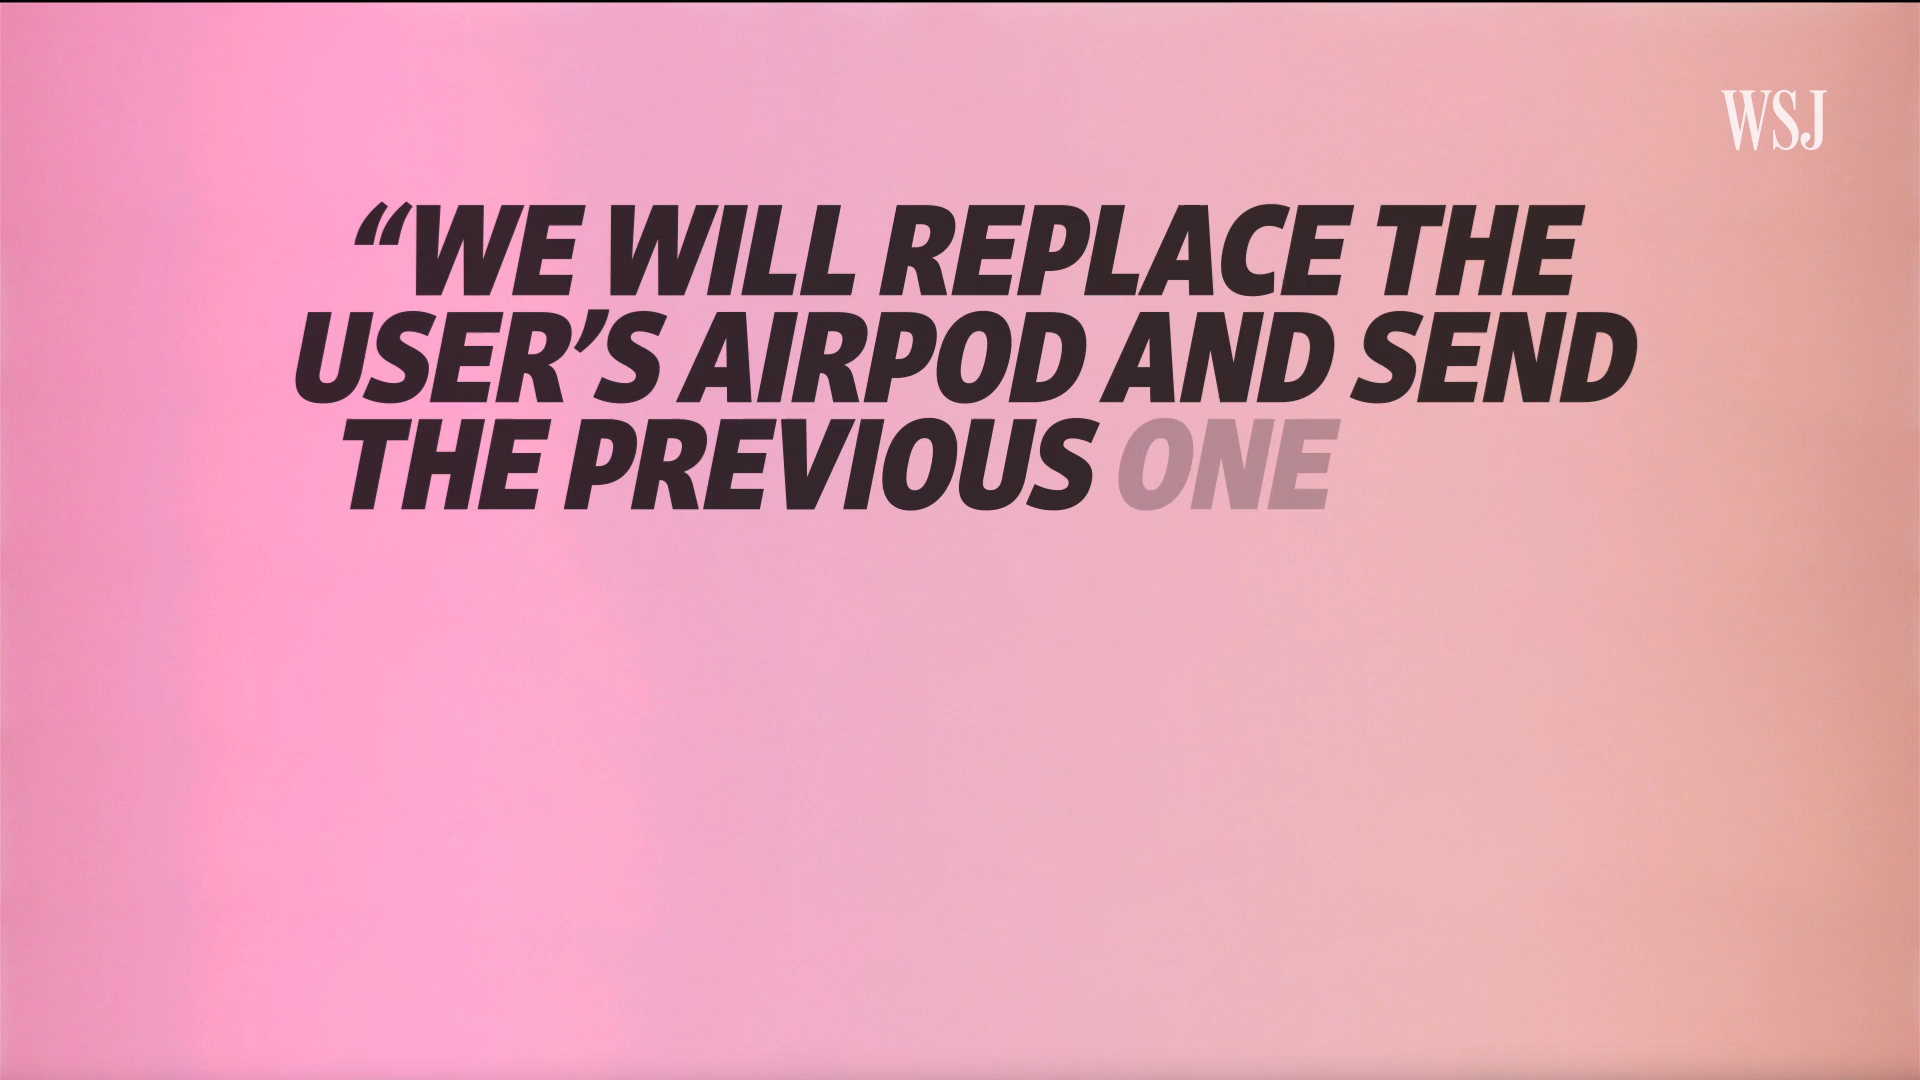 WSJ
“WE WILL REPLACE THE
USER’S AIRPOD AND SEND
THE PREVIOUS ONE